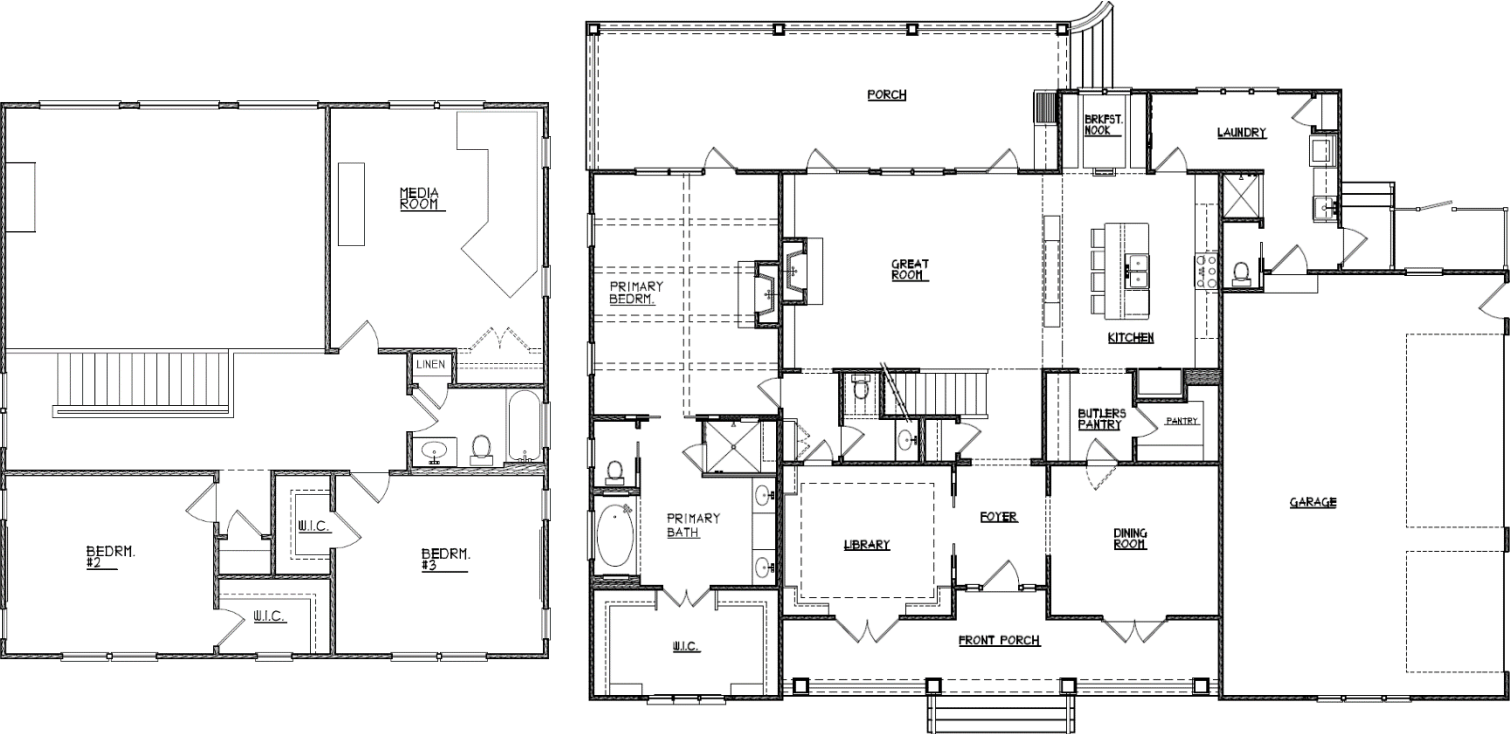 PORCH
BRKFST.
NOOK
LAUNDRY
MEDIA
ROOM
GREAT
ROOM
PRIMARY
BEDRM.
KITCHEN
LINEN
BUTLERS
PANTRY
PANTRY
W.I.C.
PRIMARY
BATH
FOYER
GARAGE
LIBRARY
DINING
ROOM
BEDRM.
#2
BEDRM.
#3
W.I.C.
W.I.C.
FRONT PORCH